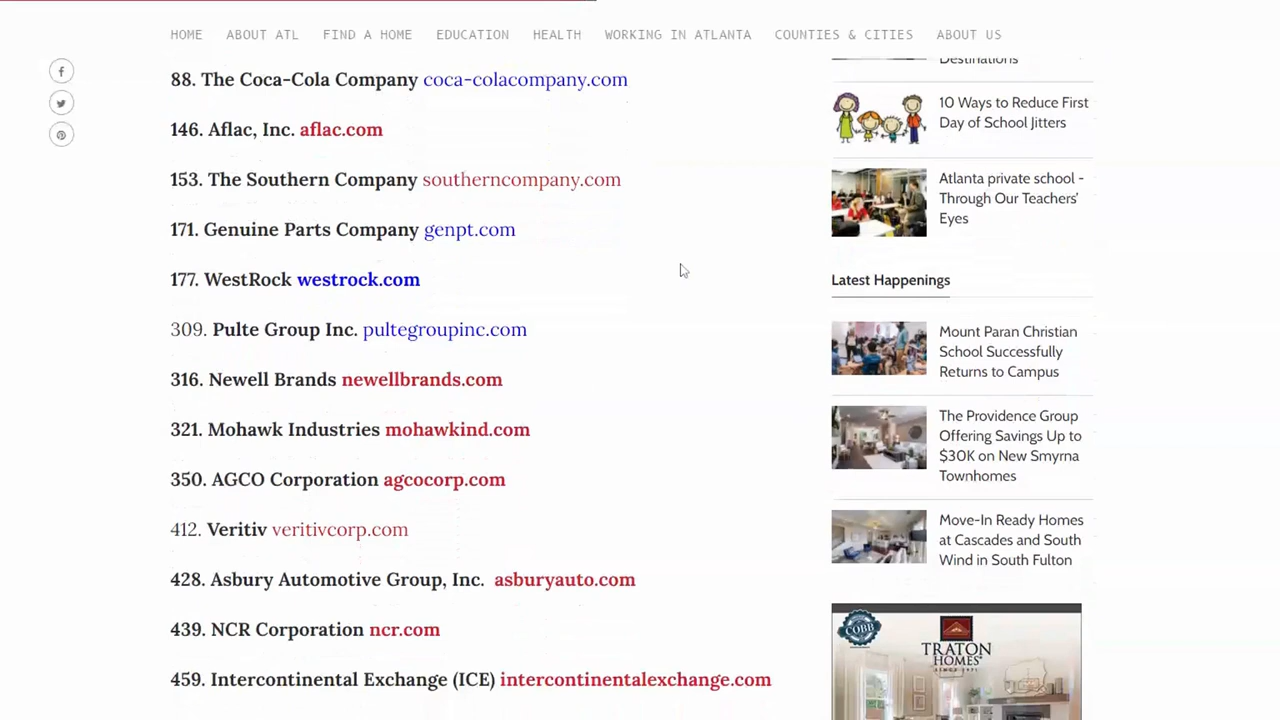 HOME ABOUT ATL FIND A HOME EDUCATION HEALTH WORKING IN ATLANTA COUNTIES & CITIES ABOUT US
88. The Coca-Cola Company coca-colacompany.com
146. Aflac, Inc. aflac.com
153. The Southern Company southerncompany.com
171. Genuine Parts Company genpt.com
177. WestRock westrock.com
309. Pulte Group Inc. pultegroupinc.com
316. Newell Brands newellbrands.com
321. Mohawk Industries mohawkind.com
350. AGCO Corporation agcocorp.com
412. Veritiv veritivcorp.com
428. Asbury Automotive Group, Inc. asburyauto.com
439. NCR Corporation ncr.com
459. Intercontinental Exchange (ICE) intercontinentalexchange.com
Destinations
10 Ways to Reduce First
Day of School Jitters
Atlanta private school -
Through Our Teachers'
Eyes
Latest Happenings
Mount Paran Christian
School Successfully
Returns to Campus
The Providence Group
Offering Savings Up to
$30K on New Smyrna
Townhomes
Move-In Ready Homes
at Cascades and South
Wind in South Fulton
COBB
TRATON
HOMES
SINCE 1971